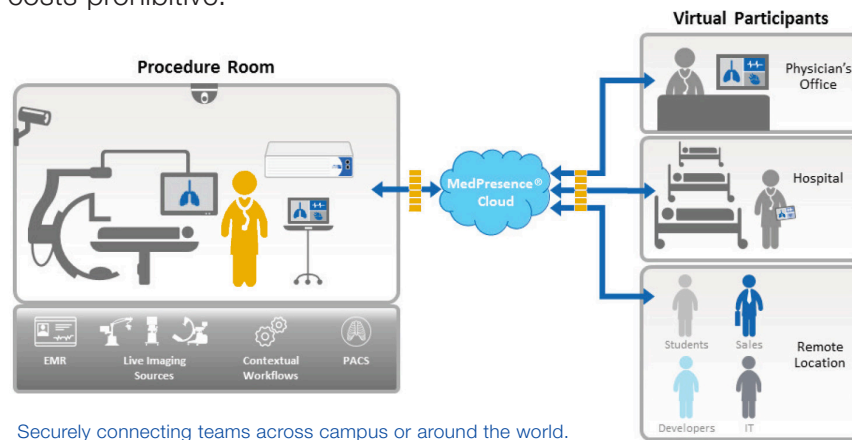 costs prohibitive.
Virtual Participants
Procedure Room
Physician's
Office
MedPresence®
Cloud
Hospital
EMR
Live Imaging
Sources
Contextual
Workflows
PACS
Students
Sales
Remote
Location
Developers
IT
Securely connecting teams across campus or around the world.